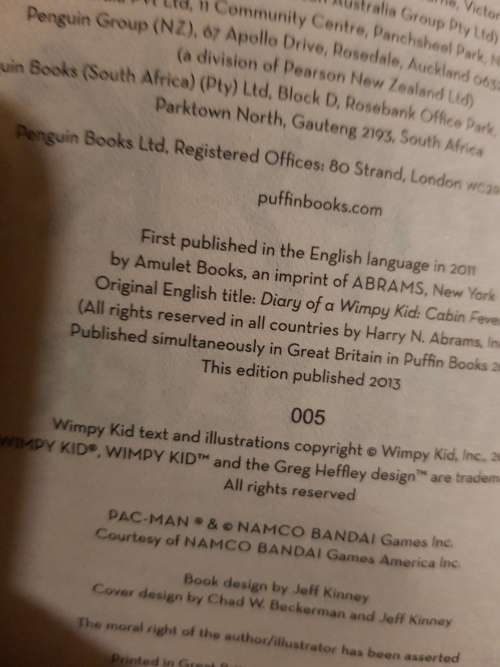 Australia Group Pty Ltd)
Ltd, 11 Community Centre, Panchsheel Park,
Penguin Group (NZ), 67 Apollo Drive, Rosedale, Auckland
(a division of Pearson New Zealand Ltd)
Books (South Africa) (Pty) Ltd, Block D, Rosebank Office Park,
Parktown North, Gauteng 2193, South Africa
Penguin Books Ltd, Registered Offices: 80 Strand, London
puffinbooks.com
First published in the English language in 2011
by Amulet Books, an imprint of ABRAMS, New York
Original English title: Diary of a Wimpy Kid: Cabin
(All rights reserved in all countries by Harry N. Abrams,
Published simultaneously in Great Britain in Puffin Books
This edition published 2013
005
Wimpy Kid text and illustrations copyright © Wimpy Kid, Inc.,
WIMPY KID®, WIMPY KID™ and the Greg Heffley design™ are
All rights reserved
PAC-MAN ® & © NAMCO BANDAI Games Inc.
Courtesy of NAMCO BANDAI Games America Inc.
Book design by Jeff Kinney
Cover design by Chad W. Beckerman and Jeff Kinney
The moral right of the author/illustrator has been asserted
Printed in Great